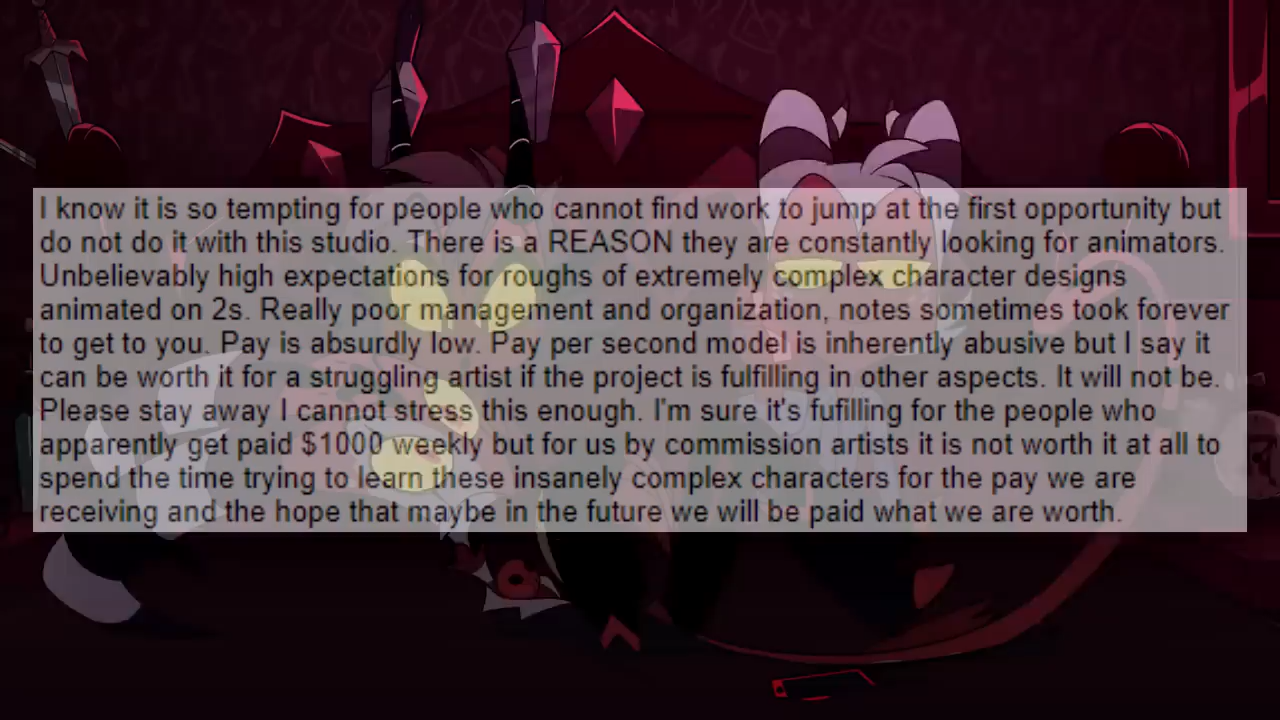 I know it is so tempting for people who cannot find work to jump at the first opportunity but
do not do it with this studio. There is a REASON they are constantly looking for animators.
Unbelievably high expectations for roughs of extremely complex character designs
animated on 2s. Really poor management and organization, notes sometimes took forever
to get to you. Pay is absurdly low. Pay per second model is inherently abusive but I say it
can be worth it for a struggling artist if the project is fulfilling in other aspects. It will not be.
Please stay away I cannot stress this enough. I'm sure it's fufilling for the people who
apparently get paid $1000 weekly but for us by commission artists it is not worth it at all to
spend the time trying to learn these insanely complex characters for the pay we are
receiving and the hope that maybe in the future we will be paid what we are worth.